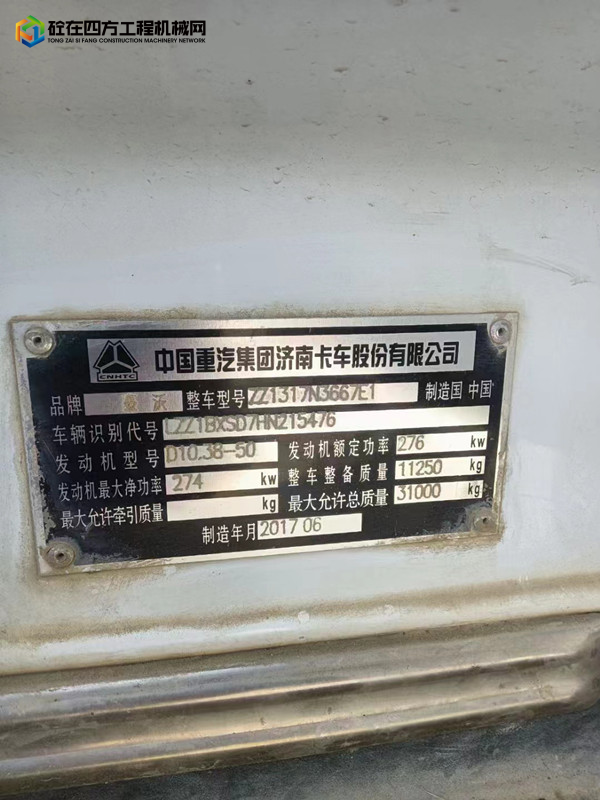 砼在四方工程机械网
TONG ZAI SI FANG CONSTRUCTION MACHINERY NETWORK
CNHTC 中国重汽集团济南卡车股份有限公司
品牌 沃 整车型号 ZZ1317N3667E1 制造国 中国
车辆识别代号 LZZ1BXSD7HN215476
发动机型号 D10.38-50 发动机额定功率 276 kw
发动机最大净功率 274 kw 整车整备质量 11250 kg
最大允许牵引质量 kg 最大允许总质量 31000 kg
制造年月 2017 06